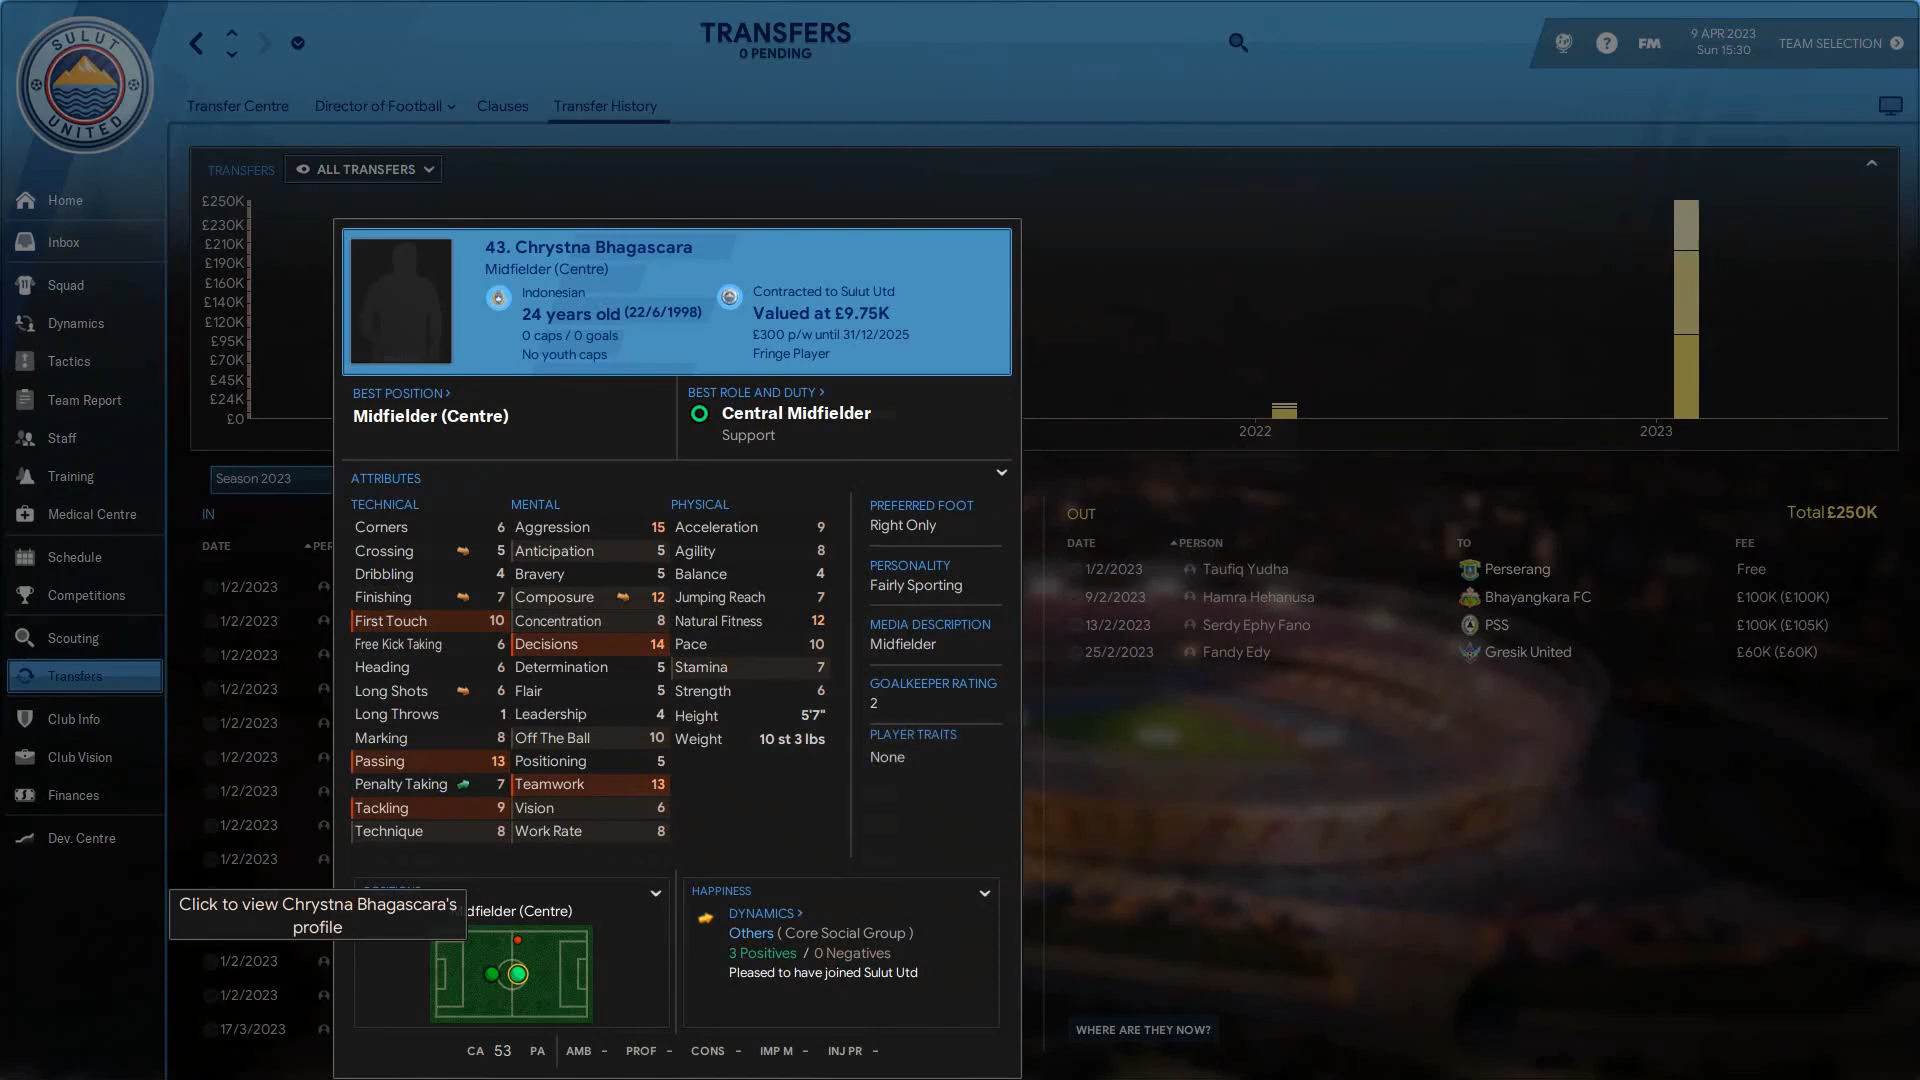 SULUT
UNITED
TRANSFERS
0 PENDING
FM
9 APR 2023
Sun 15:30
TEAM SELECTION
Transfer Centre
Director of Football
Clauses
Transfer History
Home
Inbox
Squad
Dynamics
Tactics
Team Report
Staff
Training
Medical Centre
Schedule
Competitions
Scouting
Transfers
Club Info
Club Vision
Finances
Dev. Centre
TRANSFERS
ALL TRANSFERS
£250K
£230K
£210K
£190K
£160K
£140K
£120K
£95K
£70K
£45K
£24K
£0
2022
2023
Season 2023
IN
DATE
PER
1/2/2023
1/2/2023
1/2/2023
1/2/2023
1/2/2023
1/2/2023
1/2/2023
1/2/2023
1/2/2023
1/2/2023
1/2/2023
17/3/2023
43. Chrystna Bhagascara
Midfielder (Centre)
Indonesian
24 years old (22/6/1998)
0 caps / 0 goals
No youth caps
Contracted to Sulut Utd
Valued at £9.75K
£300 p/w until 31/12/2025
Fringe Player
BEST POSITION >
Midfielder (Centre)
BEST ROLE AND DUTY >
Central Midfielder
Support
ATTRIBUTES
TECHNICAL
Corners 6
Crossing 5
Dribbling 4
Finishing 7
First Touch 10
Free Kick Taking 6
Heading 6
Long Shots 6
Long Throws 1
Marking 8
Passing 13
Penalty Taking 7
Tackling 9
Technique 8
MENTAL
Aggression 15
Anticipation 5
Bravery 5
Composure 12
Concentration 8
Decisions 14
Determination 5
Flair 5
Leadership 4
Off The Ball 10
Positioning 5
Teamwork 13
Vision 6
Work Rate 8
PHYSICAL
Acceleration 9
Agility 8
Balance 4
Jumping Reach 7
Natural Fitness 12
Pace 10
Stamina 7
Strength 6
Height 5'7"
Weight 10 st 3 lbs
PREFERRED FOOT
Right Only
PERSONALITY
Fairly Sporting
MEDIA DESCRIPTION
Midfielder
GOALKEEPER RATING
2
PLAYER TRAITS
None
Click to view Chrystna Bhagascara's
profile
dfielder (Centre)
HAPPINESS
DYNAMICS >
Others ( Core Social Group )
3 Positives / 0 Negatives
Pleased to have joined Sulut Utd
CA 53 PA AMB - PROF - CONS - IMP M - INJ PR -
OUT
Total £250K
DATE PERSON TO FEE
1/2/2023 Taufiq Yudha Perserang Free
9/2/2023 Hamra Hehanusa Bhayangkara FC £100K (£100K)
13/2/2023 Serdy Ephy Fano PSS £100K (£105K)
25/2/2023 Fandy Edy Gresik United £60K (£60K)
WHERE ARE THEY NOW?